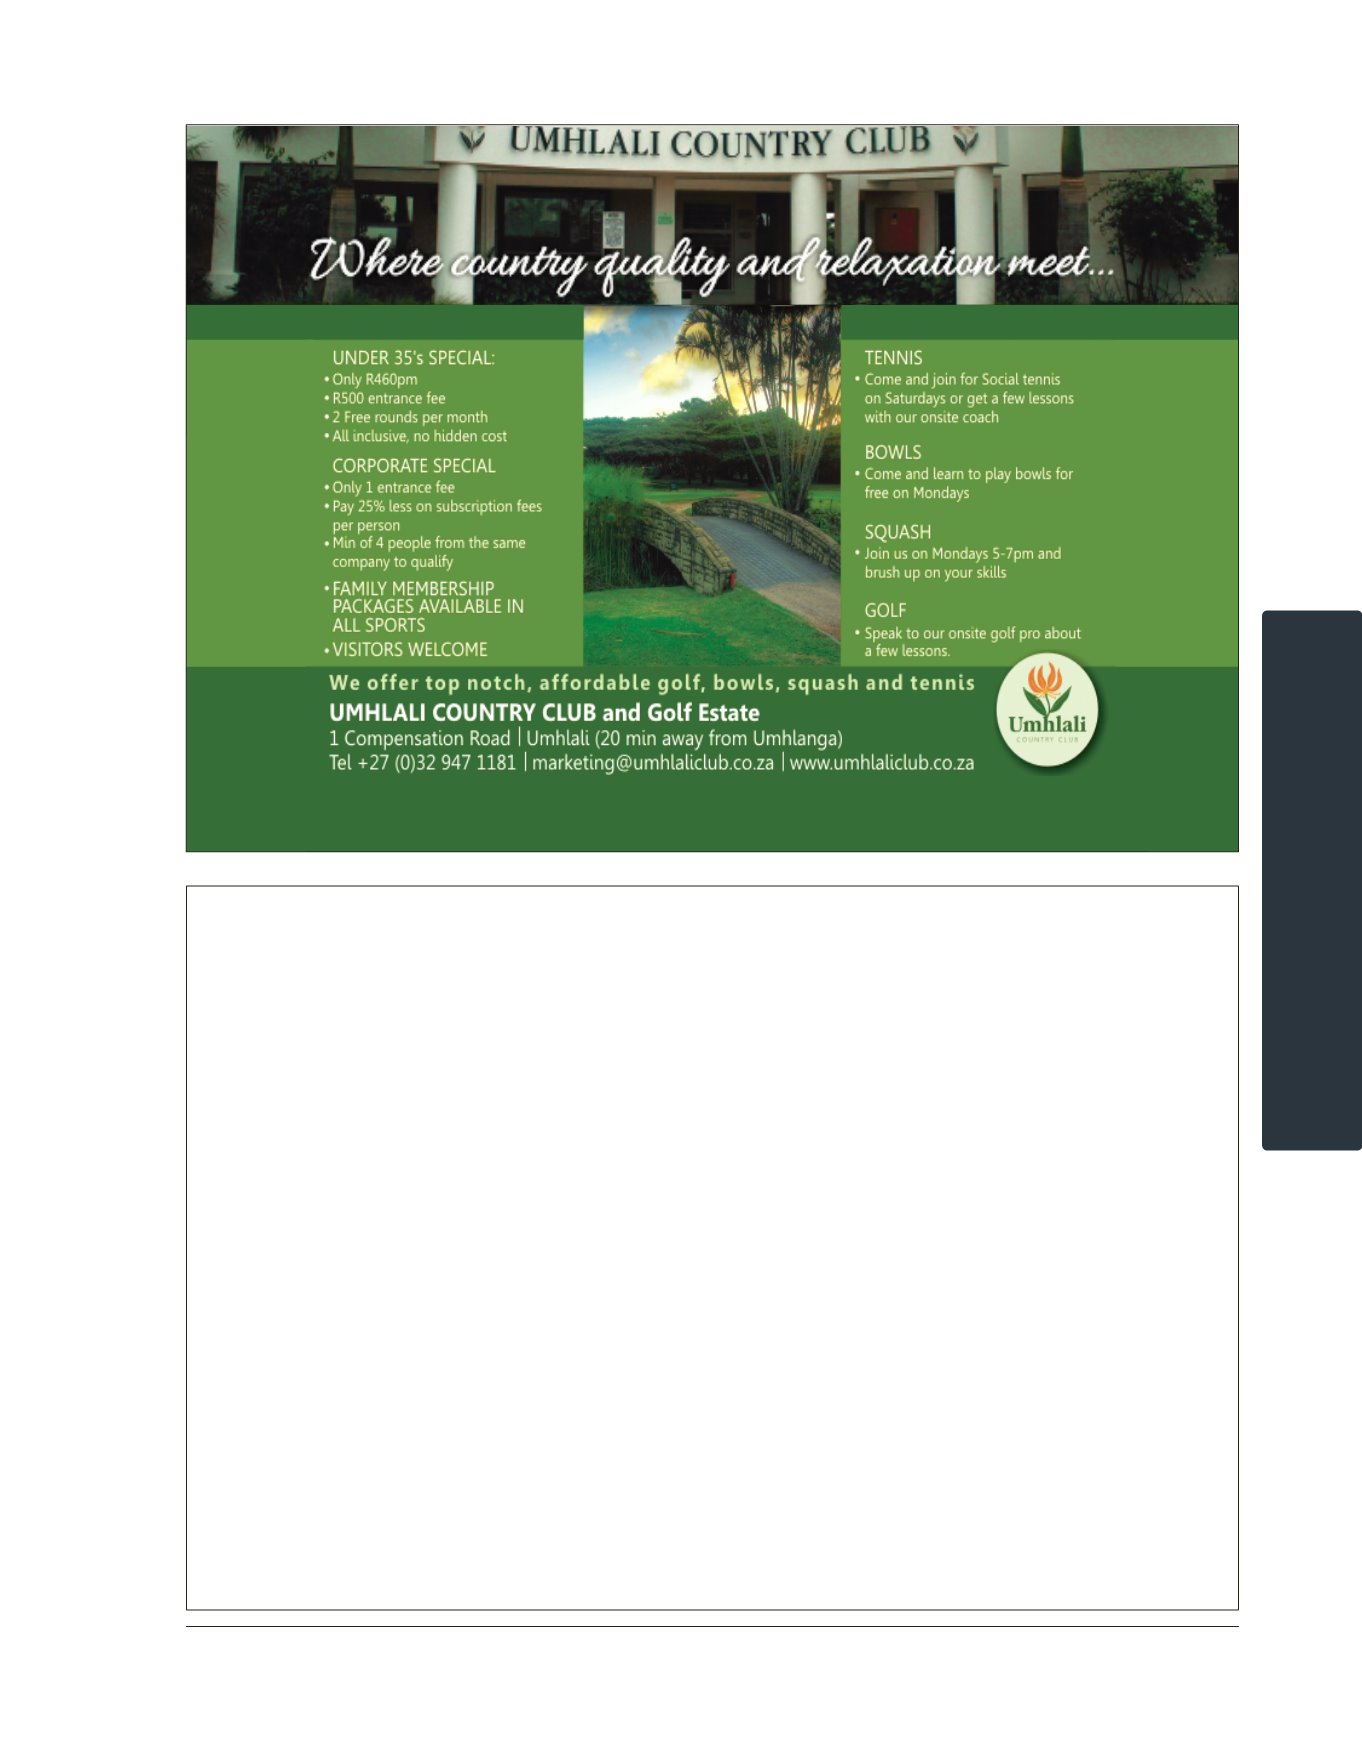 UMHLALI COUNTRY CLUB
Where country quality and relaxation meet...
UNDER 35's SPECIAL:
• Only R460pm
• R500 entrance fee
• 2 Free rounds per month
• All inclusive, no hidden cost
CORPORATE SPECIAL
• Only 1 entrance fee
• Pay 25% less on subscription fees
per person
• Min of 4 people from the same
company to qualify
• FAMILY MEMBERSHIP
PACKAGES AVAILABLE IN
ALL SPORTS
• VISITORS WELCOME
TENNIS
• Come and join for Social tennis
on Saturdays or get a few lessons
with our onsite coach
BOWLS
• Come and learn to play bowls for
free on Mondays
SQUASH
• Join us on Mondays 5-7pm and
brush up on your skills
GOLF
• Speak to our onsite golf pro about
a few lessons.
We offer top notch, affordable golf, bowls, squash and tennis
UMHLALI COUNTRY CLUB and Golf Estate
1 Compensation Road | Umhlali (20 min away from Umhlanga)
Tel +27 (0)32 947 1181 | marketing@umhlaliclub.co.za | www.umhlaliclub.co.za
Umhlali
COUNTRY CLUB